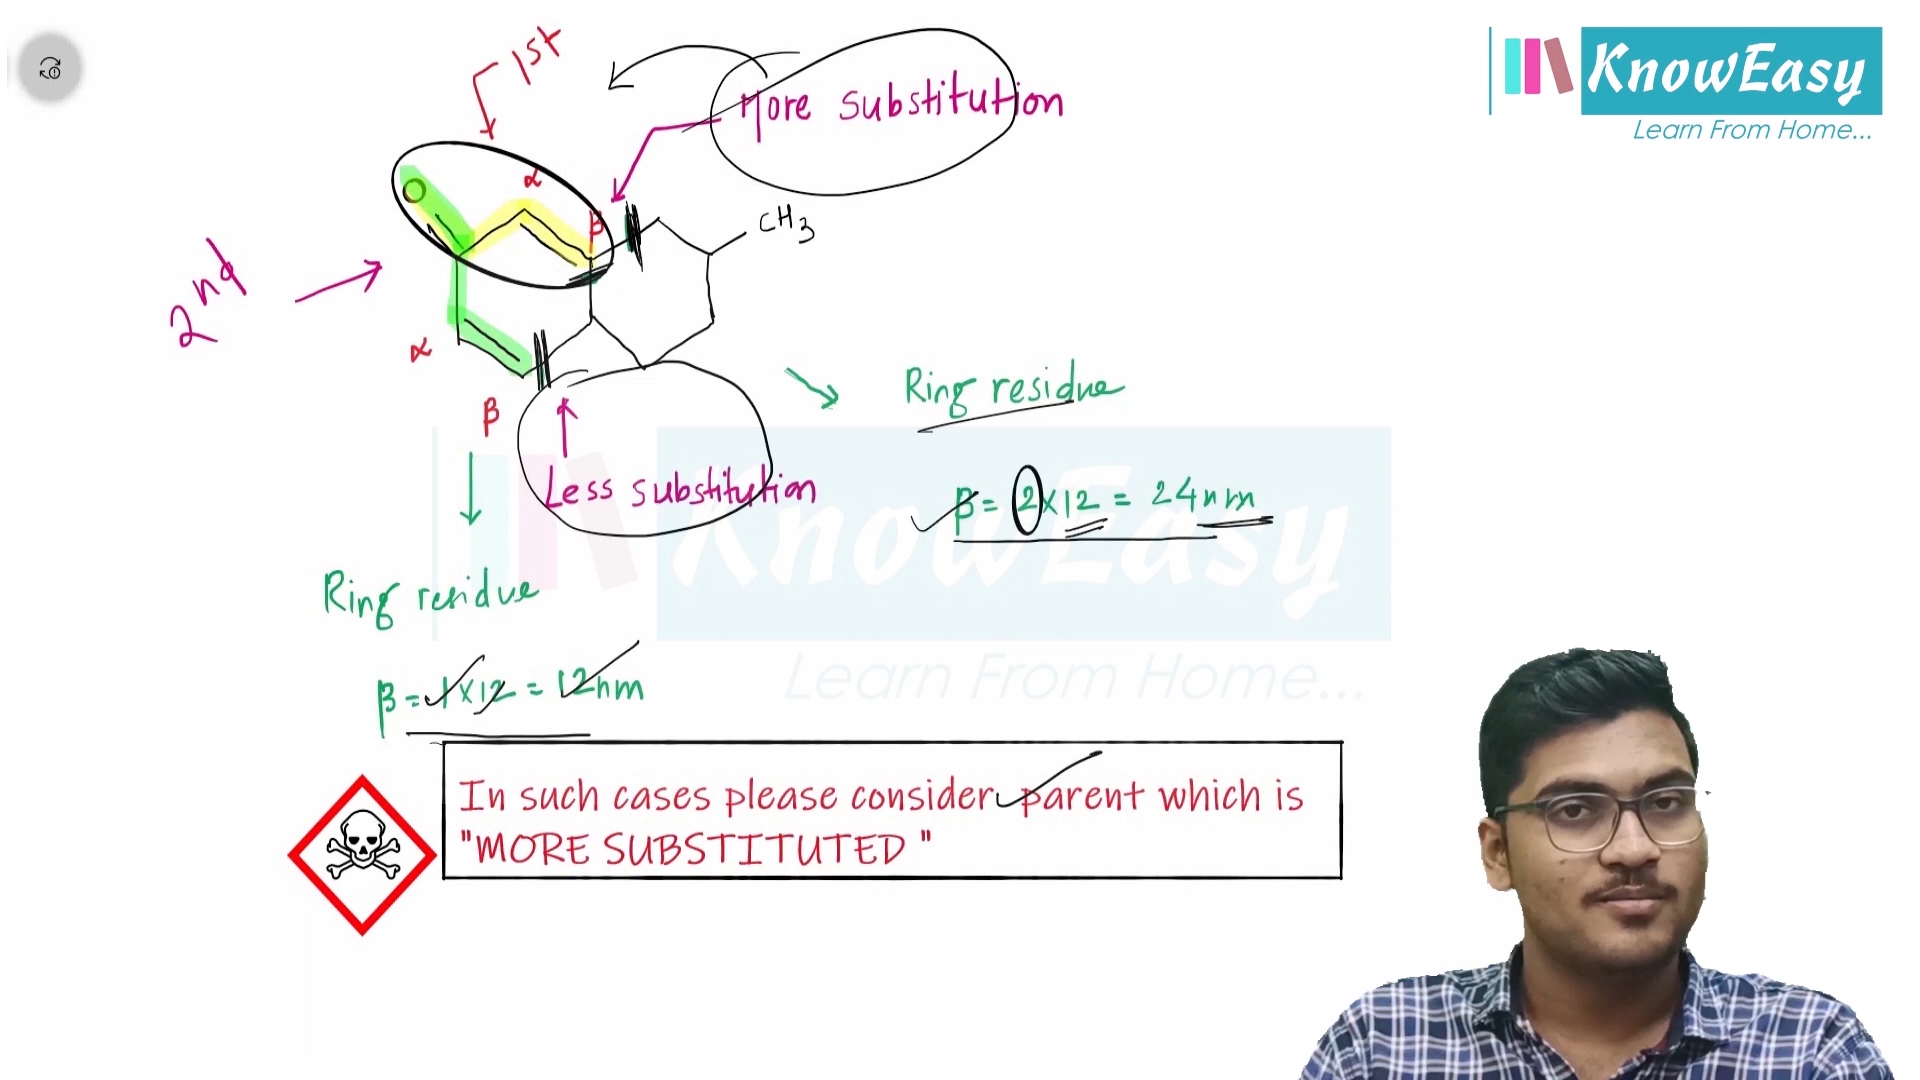 1st
More substitution
KnowEasy
Learn From Home...
O
α
β
CH3
2nd
α
β
Less substitution
Ring residue
β = 2 x 12 = 24nm
Ring residue
β = 1 x 12 = 12nm
KnowEasy
Learn From Home...
In such cases please consider parent which is
"MORE SUBSTITUTED "